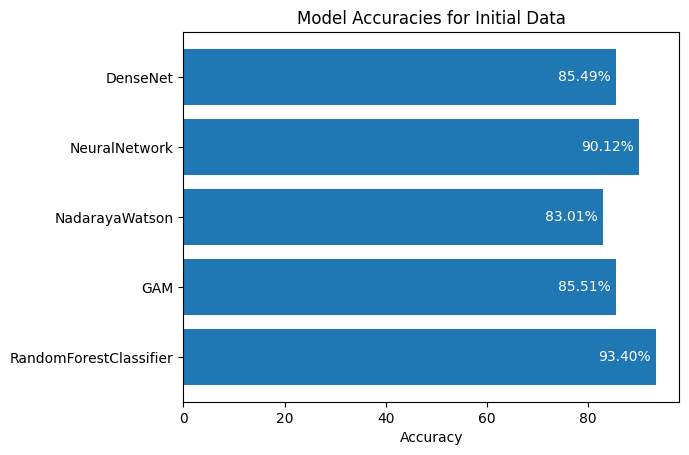 Model Accuracies for Initial Data
DenseNet
85.49%
NeuralNetwork
90.12%
NadarayaWatson
83.01%
GAM
85.51%
RandomForestClassifier
93.40%
0 20 40 60 80
Accuracy